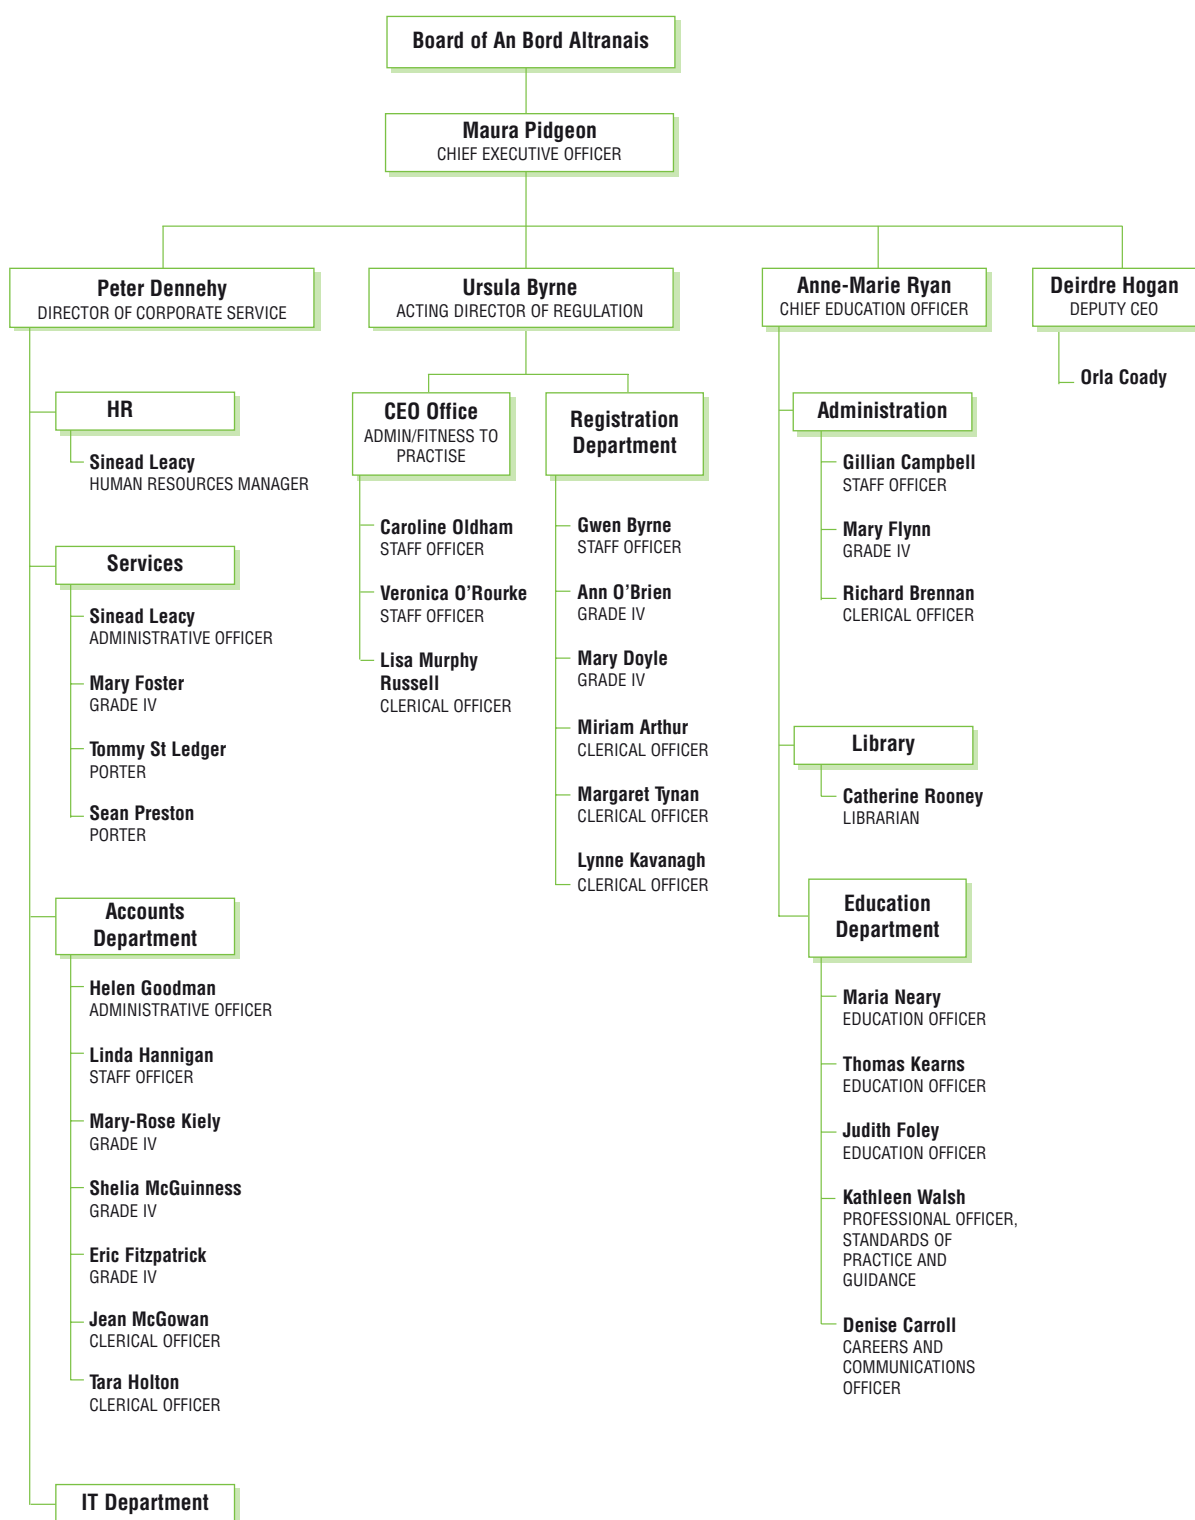 Board of An Bord Altranais
Maura Pidgeon
CHIEF EXECUTIVE OFFICER
Peter Dennehy
DIRECTOR OF CORPORATE SERVICE
HR
Sinead Leacy
HUMAN RESOURCES MANAGER
Services
Sinead Leacy
ADMINISTRATIVE OFFICER
Mary Foster
GRADE IV
Tommy St Ledger
PORTER
Sean Preston
PORTER
Accounts
Department
Helen Goodman
ADMINISTRATIVE OFFICER
Linda Hannigan
STAFF OFFICER
Mary-Rose Kiely
GRADE IV
Shelia McGuinness
GRADE IV
Eric Fitzpatrick
GRADE IV
Jean McGowan
CLERICAL OFFICER
Tara Holton
CLERICAL OFFICER
IT Department
Ursula Byrne
ACTING DIRECTOR OF REGULATION
CEO Office
ADMIN/FITNESS TO
PRACTISE
Caroline Oldham
STAFF OFFICER
Veronica O’Rourke
STAFF OFFICER
Lisa Murphy
Russell
CLERICAL OFFICER
Registration
Department
Gwen Byrne
STAFF OFFICER
Ann O’Brien
GRADE IV
Mary Doyle
GRADE IV
Miriam Arthur
CLERICAL OFFICER
Margaret Tynan
CLERICAL OFFICER
Lynne Kavanagh
CLERICAL OFFICER
Anne-Marie Ryan
CHIEF EDUCATION OFFICER
Administration
Gillian Campbell
STAFF OFFICER
Mary Flynn
GRADE IV
Richard Brennan
CLERICAL OFFICER
Library
Catherine Rooney
LIBRARIAN
Education
Department
Maria Neary
EDUCATION OFFICER
Thomas Kearns
EDUCATION OFFICER
Judith Foley
EDUCATION OFFICER
Kathleen Walsh
PROFESSIONAL OFFICER,
STANDARDS OF
PRACTICE AND
GUIDANCE
Denise Carroll
CAREERS AND
COMMUNICATIONS
OFFICER
Deirdre Hogan
DEPUTY CEO
Orla Coady